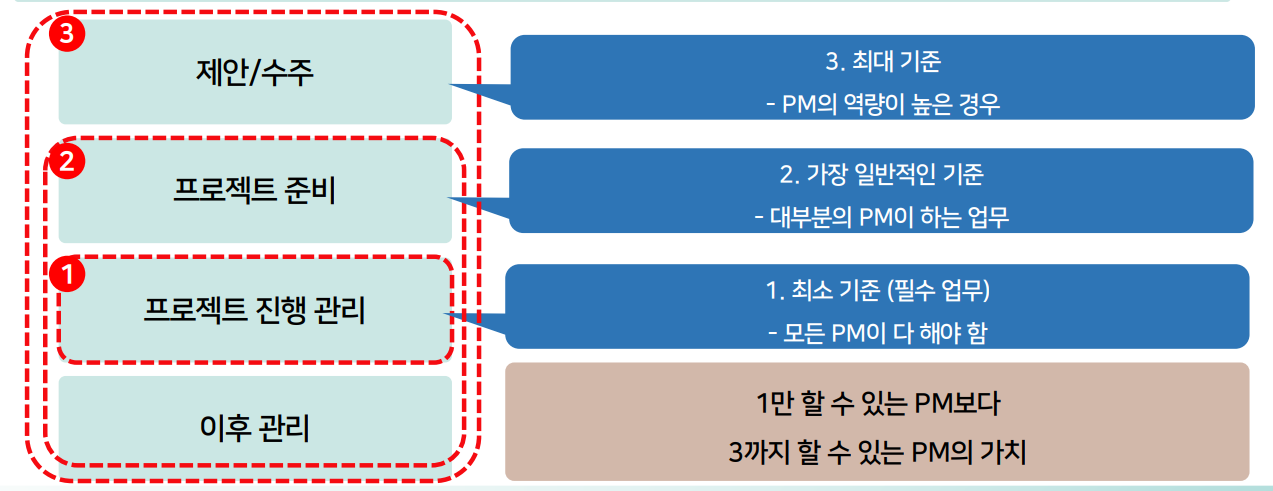 3
제안/수주
3. 최대 기준
- PM의 역량이 높은 경우
2
프로젝트 준비
2. 가장 일반적인 기준
- 대부분의 PM이 하는 업무
1
프로젝트 진행 관리
1. 최소 기준 (필수 업무)
- 모든 PM이 다 해야 함
이후 관리
1만 할 수 있는 PM보다
3까지 할 수 있는 PM의 가치